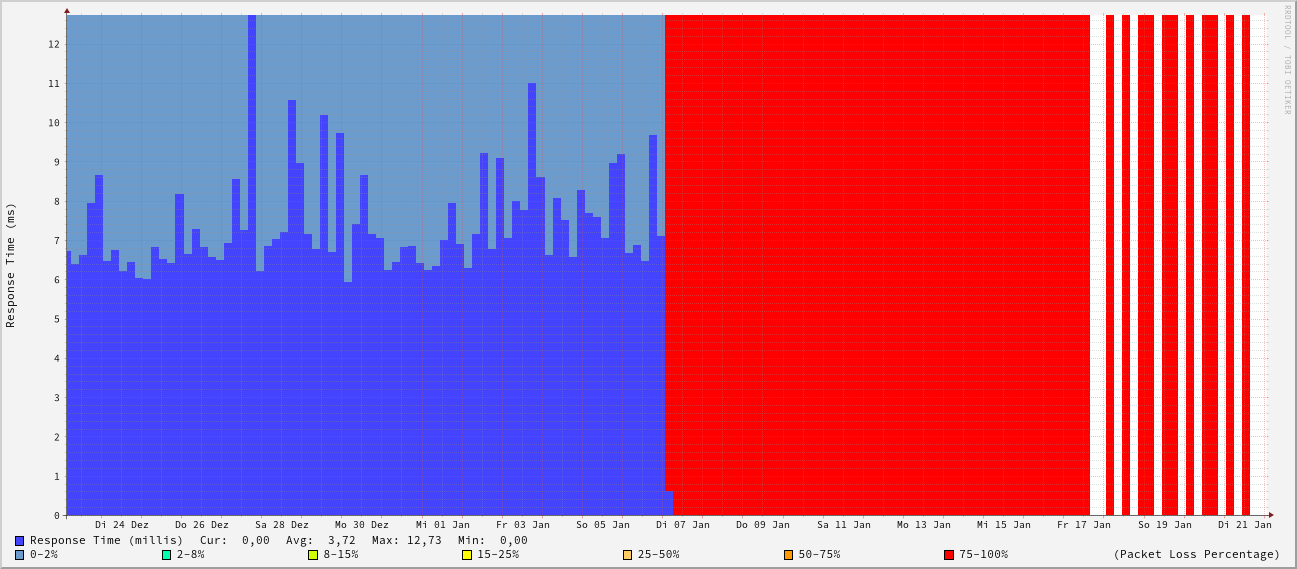 RRDTOOL / TOBI OETIKER
Response Time (ms)
12
11
10
9
8
7
6
5
4
3
2
1
0
Di 24 Dez Do 26 Dez Sa 28 Dez Mo 30 Dez Mi 01 Jan Fr 03 Jan So 05 Jan Di 07 Jan Do 09 Jan Sa 11 Jan Mo 13 Jan Mi 15 Jan Fr 17 Jan So 19 Jan Di 21 Jan
Response Time (millis) Cur: 0,00 Avg: 3,72 Max: 12,73 Min: 0,00
0-2% 2-8% 8-15% 15-25% 25-50% 50-75% 75-100% (Packet Loss Percentage)